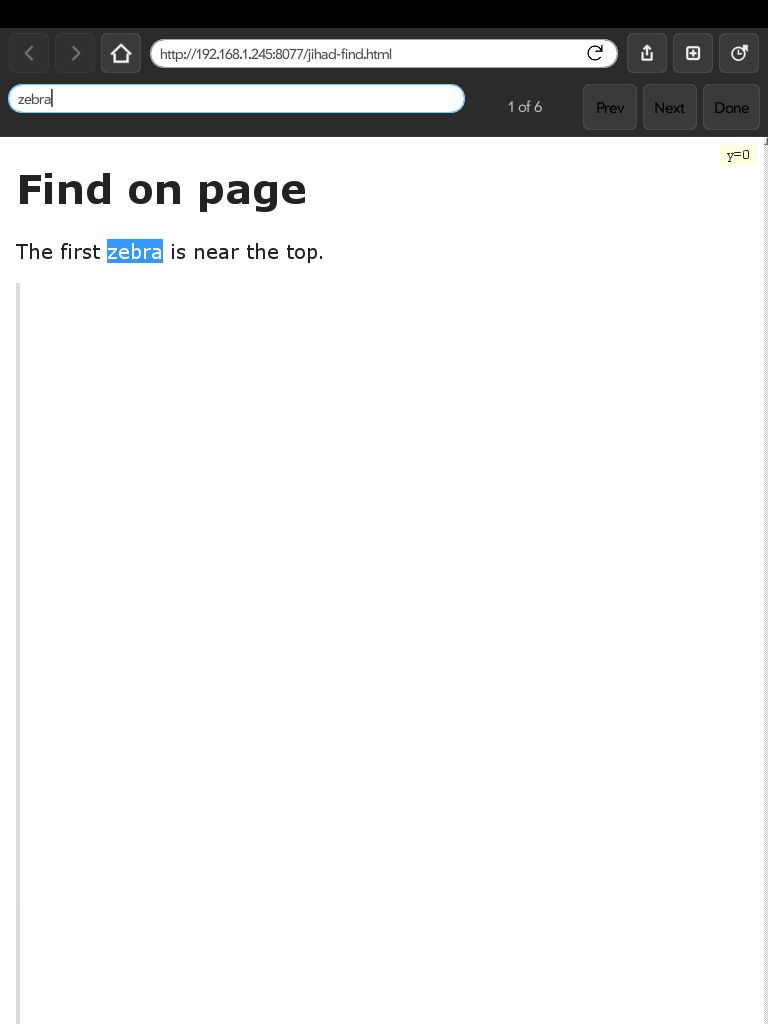 http://192.168.1.245:8077/jihad-find.html
zebra
1 of 6
Prev
Next
Done
y=0
Find on page
The first zebra is near the top.